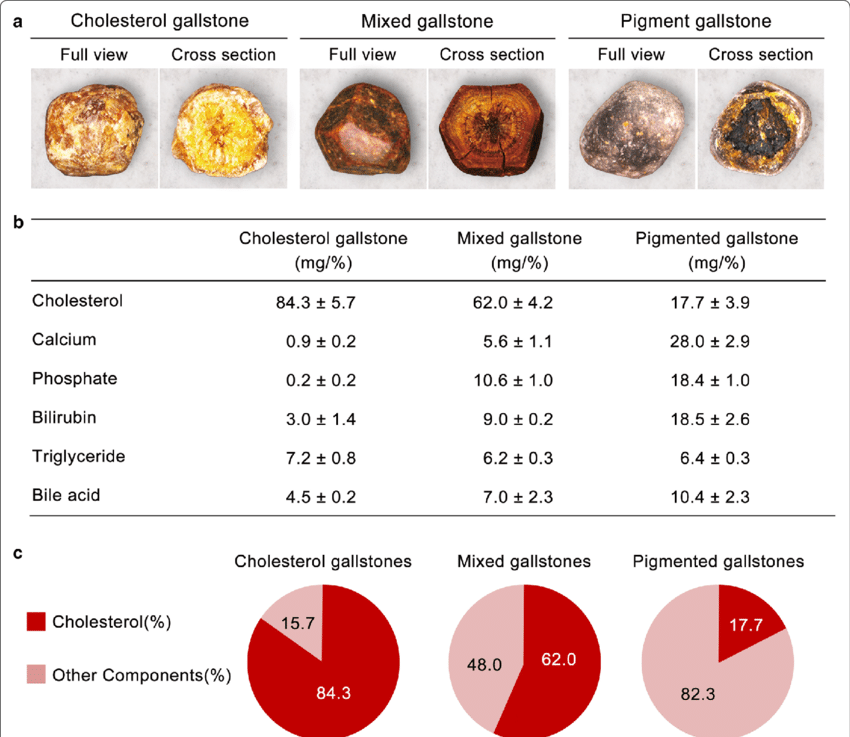 a
Cholesterol gallstone Mixed gallstone Pigment gallstone
Full view Cross section Full view Cross section Full view Cross section
b
Cholesterol gallstone Mixed gallstone Pigmented gallstone
(mg/%) (mg/%) (mg/%)
Cholesterol 84.3 ± 5.7 62.0 ± 4.2 17.7 ± 3.9
Calcium 0.9 ± 0.2 5.6 ± 1.1 28.0 ± 2.9
Phosphate 0.2 ± 0.2 10.6 ± 1.0 18.4 ± 1.0
Bilirubin 3.0 ± 1.4 9.0 ± 0.2 18.5 ± 2.6
Triglyceride 7.2 ± 0.8 6.2 ± 0.3 6.4 ± 0.3
Bile acid 4.5 ± 0.2 7.0 ± 2.3 10.4 ± 2.3
c
Cholesterol gallstones Mixed gallstones Pigmented gallstones
Cholesterol(%)
Other Components(%)
15.7
84.3
48.0 62.0
17.7
82.3